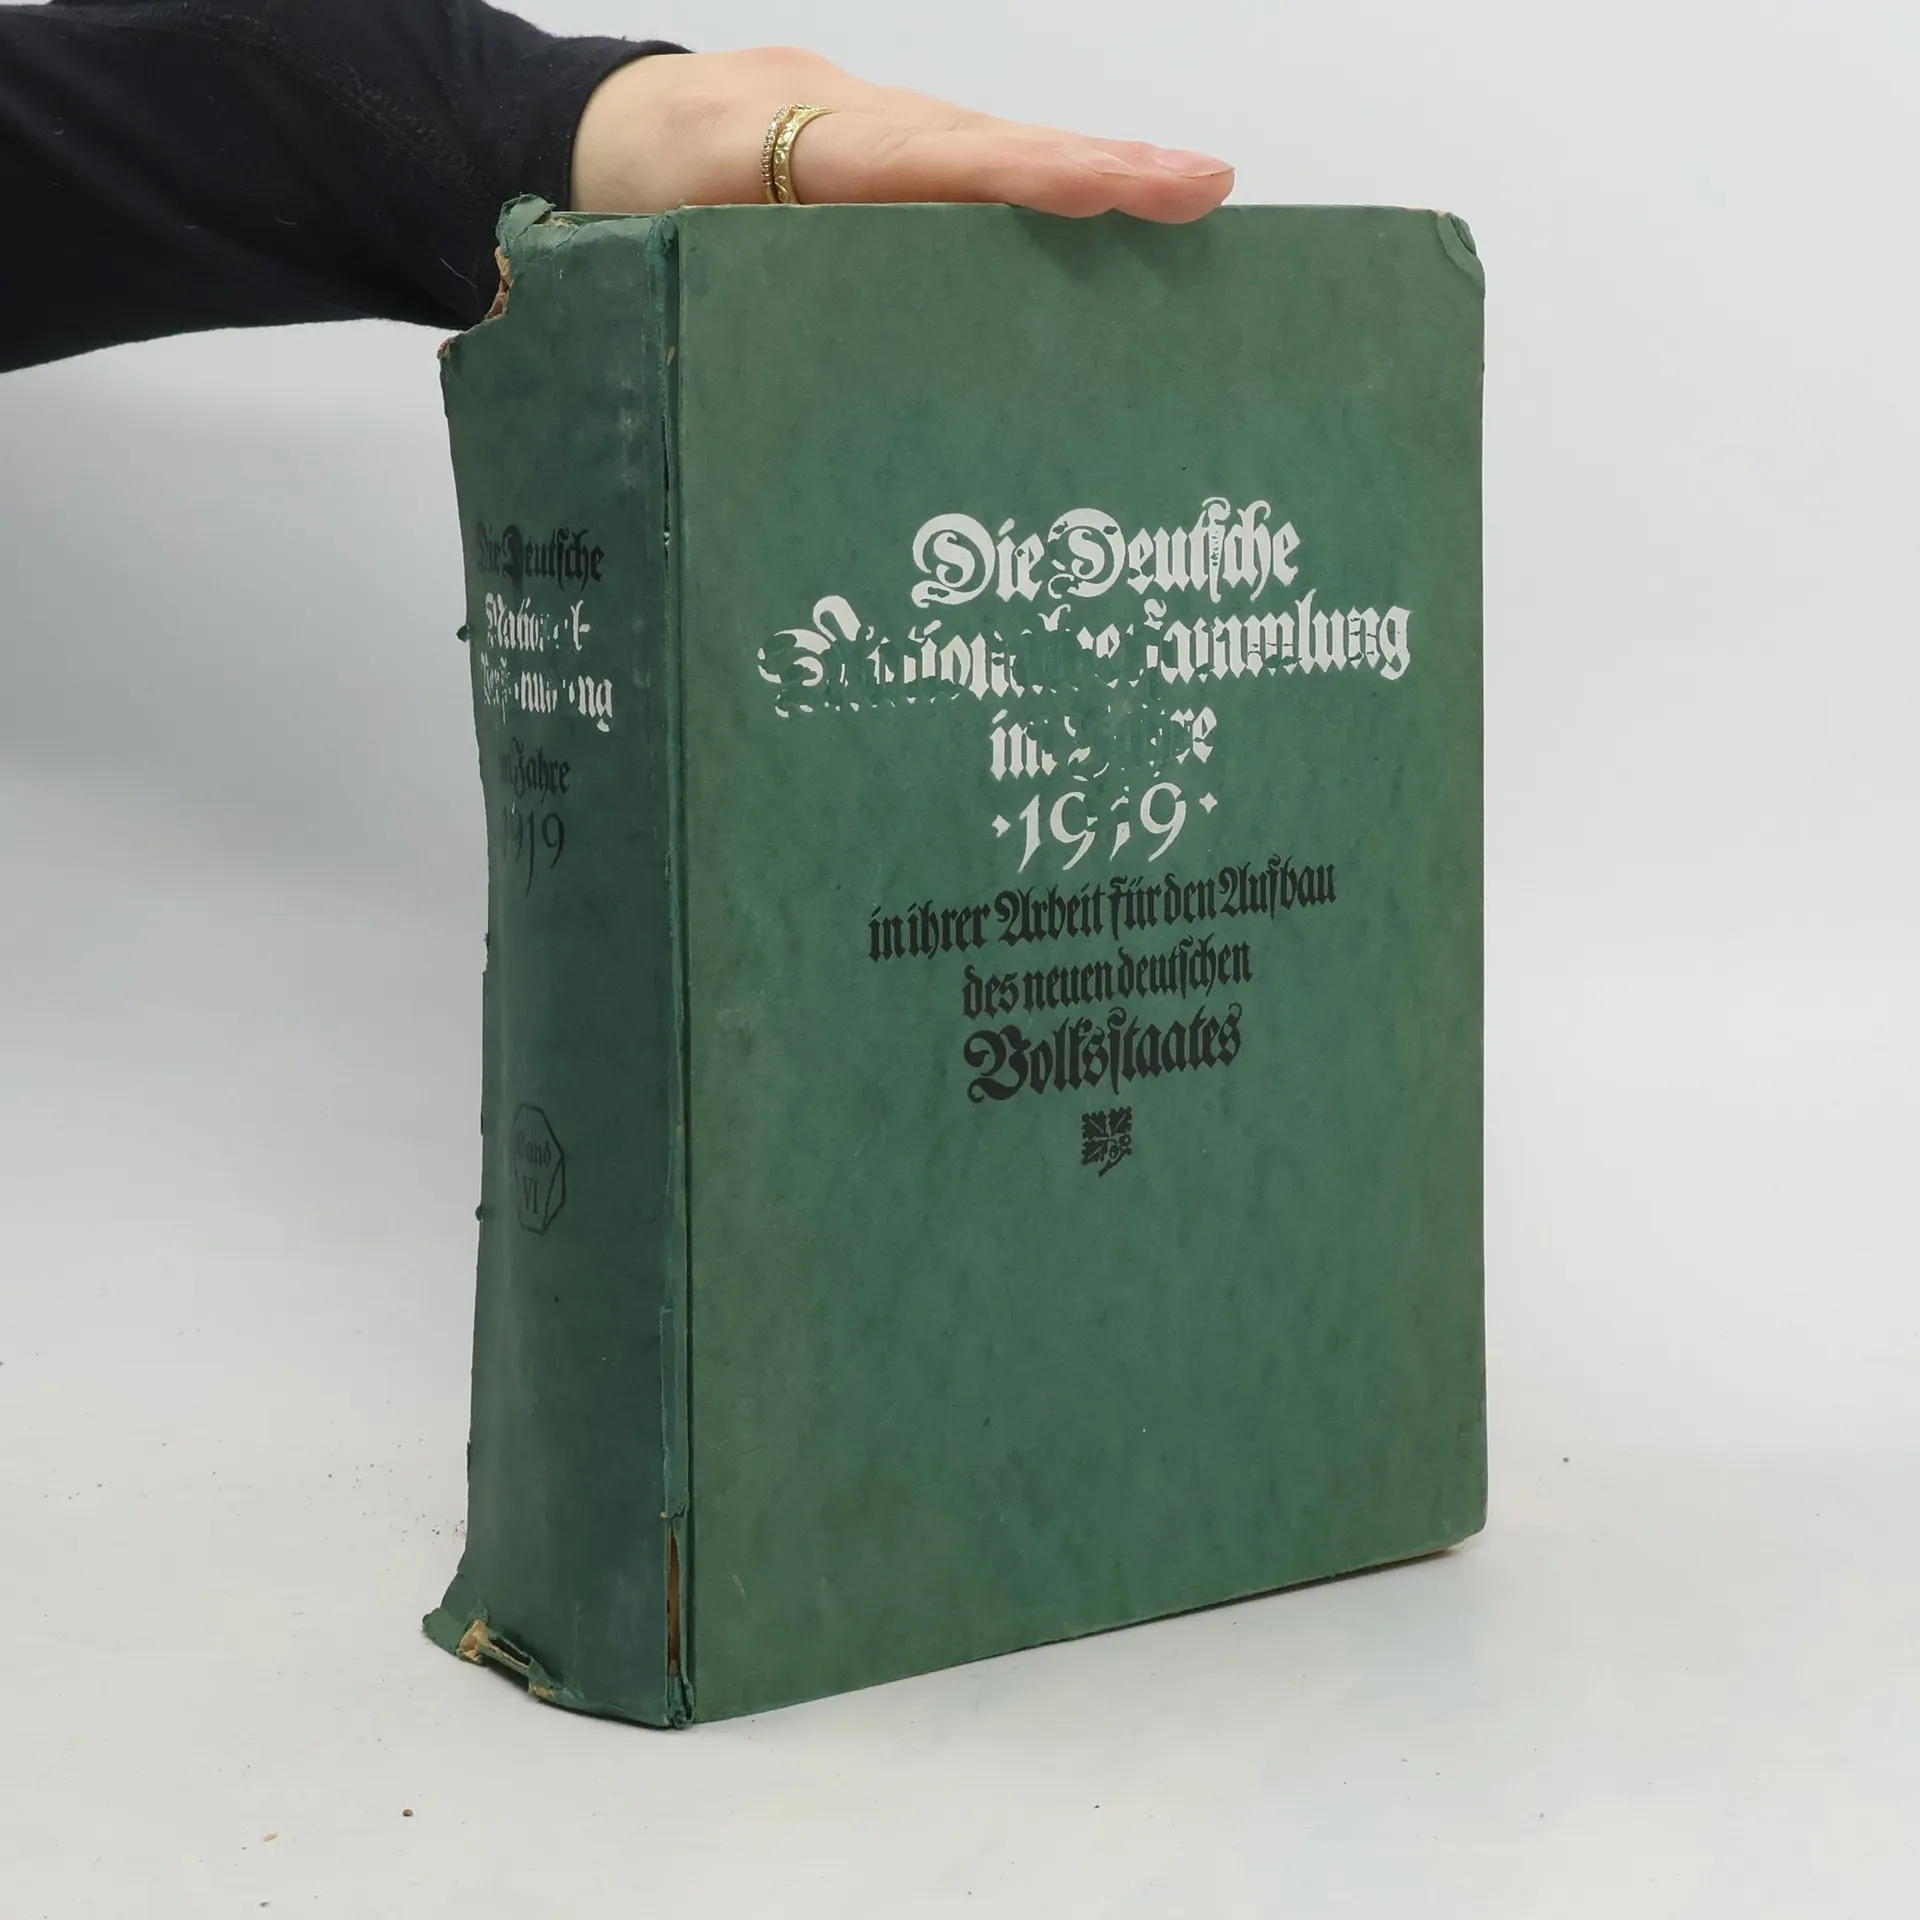 Die Deutsche
National-
Versammlung
im Jahre
1919
Band
VI
Die Deutsche
Nationalversammlung
im Jahre
·1919·
in ihrer Arbeit für den Aufbau
des neuen deutschen
Volksstaates